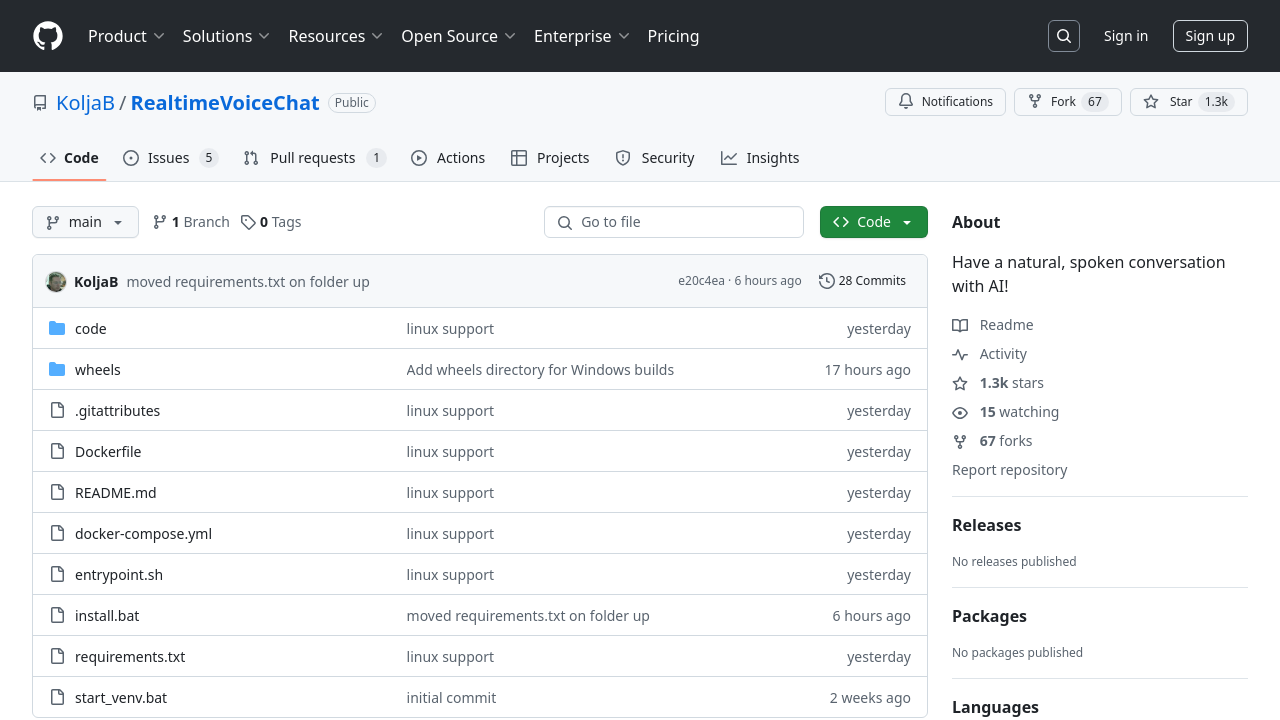 Product Solutions Resources Open Source Enterprise Pricing Sign in Sign up
KoljaB / RealtimeVoiceChat Public Notifications Fork 67 Star 1.3k
Code Issues 5 Pull requests 1 Actions Projects Security Insights
main 1 Branch 0 Tags Go to file Code
KoljaB moved requirements.txt on folder up e20c4ea · 6 hours ago 28 Commits
code linux support yesterday
wheels Add wheels directory for Windows builds 17 hours ago
.gitattributes linux support yesterday
Dockerfile linux support yesterday
README.md linux support yesterday
docker-compose.yml linux support yesterday
entrypoint.sh linux support yesterday
install.bat moved requirements.txt on folder up 6 hours ago
requirements.txt linux support yesterday
start_venv.bat initial commit 2 weeks ago
About
Have a natural, spoken conversation
with AI!
Readme
Activity
1.3k stars
15 watching
67 forks
Report repository
Releases
No releases published
Packages
No packages published
Languages